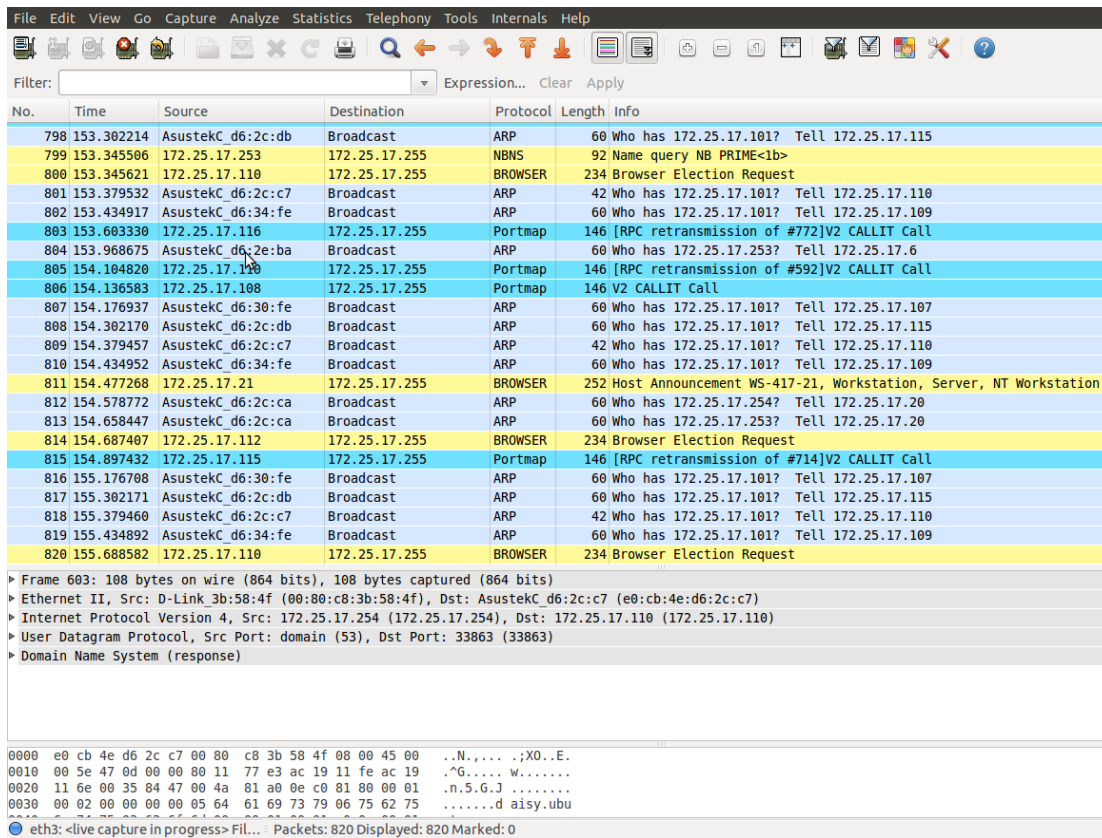 File Edit View Go Capture Analyze Statistics Telephony Tools Internals Help
Filter: Expression... Clear Apply
No. Time Source Destination Protocol Length Info
798 153.302214 AsustekC_d6:2c:db Broadcast ARP 60 Who has 172.25.17.101? Tell 172.25.17.115
799 153.345506 172.25.17.253 172.25.17.255 NBNS 92 Name query NB PRIME<1b>
800 153.345621 172.25.17.110 172.25.17.255 BROWSER 234 Browser Election Request
801 153.379532 AsustekC_d6:2c:c7 Broadcast ARP 42 Who has 172.25.17.101? Tell 172.25.17.110
802 153.434917 AsustekC_d6:34:fe Broadcast ARP 60 Who has 172.25.17.101? Tell 172.25.17.109
803 153.603330 172.25.17.116 172.25.17.255 Portmap 146 [RPC retransmission of #772]V2 CALLIT Call
804 153.968675 AsustekC_d6:2e:ba Broadcast ARP 60 Who has 172.25.17.253? Tell 172.25.17.6
805 154.104820 172.25.17.110 172.25.17.255 Portmap 146 [RPC retransmission of #592]V2 CALLIT Call
806 154.136583 172.25.17.108 172.25.17.255 Portmap 146 V2 CALLIT Call
807 154.176937 AsustekC_d6:30:fe Broadcast ARP 60 Who has 172.25.17.101? Tell 172.25.17.107
808 154.302170 AsustekC_d6:2c:db Broadcast ARP 60 Who has 172.25.17.101? Tell 172.25.17.115
809 154.379457 AsustekC_d6:2c:c7 Broadcast ARP 42 Who has 172.25.17.101? Tell 172.25.17.110
810 154.434952 AsustekC_d6:34:fe Broadcast ARP 60 Who has 172.25.17.101? Tell 172.25.17.109
811 154.477268 172.25.17.21 172.25.17.255 BROWSER 252 Host Announcement WS-417-21, Workstation, Server, NT Workstation
812 154.578772 AsustekC_d6:2c:ca Broadcast ARP 60 Who has 172.25.17.254? Tell 172.25.17.20
813 154.658447 AsustekC_d6:2c:ca Broadcast ARP 60 Who has 172.25.17.253? Tell 172.25.17.20
814 154.687407 172.25.17.112 172.25.17.255 BROWSER 234 Browser Election Request
815 154.897432 172.25.17.115 172.25.17.255 Portmap 146 [RPC retransmission of #714]V2 CALLIT Call
816 155.176708 AsustekC_d6:30:fe Broadcast ARP 60 Who has 172.25.17.101? Tell 172.25.17.107
817 155.302171 AsustekC_d6:2c:db Broadcast ARP 60 Who has 172.25.17.101? Tell 172.25.17.115
818 155.379460 AsustekC_d6:2c:c7 Broadcast ARP 42 Who has 172.25.17.101? Tell 172.25.17.110
819 155.434892 AsustekC_d6:34:fe Broadcast ARP 60 Who has 172.25.17.101? Tell 172.25.17.109
820 155.688582 172.25.17.110 172.25.17.255 BROWSER 234 Browser Election Request
Frame 603: 108 bytes on wire (864 bits), 108 bytes captured (864 bits)
Ethernet II, Src: D-Link_3b:58:4f (00:80:c8:3b:58:4f), Dst: AsustekC_d6:2c:c7 (e0:cb:4e:d6:2c:c7)
Internet Protocol Version 4, Src: 172.25.17.254 (172.25.17.254), Dst: 172.25.17.110 (172.25.17.110)
User Datagram Protocol, Src Port: domain (53), Dst Port: 33863 (33863)
Domain Name System (response)
0000 e0 cb 4e d6 2c c7 00 80 c8 3b 58 4f 08 00 45 00 ..N.,... .;XO..E.
0010 00 5e 47 0d 00 00 80 11 77 e3 ac 19 11 fe ac 19 .^G..... w.......
0020 11 6e 00 35 84 47 00 4a 81 a0 0e c0 81 80 00 01 .n.5.G.J ........
0030 00 02 00 00 00 00 05 64 61 69 73 79 06 75 62 75 .......d aisy.ubu
eth3: <live capture in progress> Fil... Packets: 820 Displayed: 820 Marked: 0